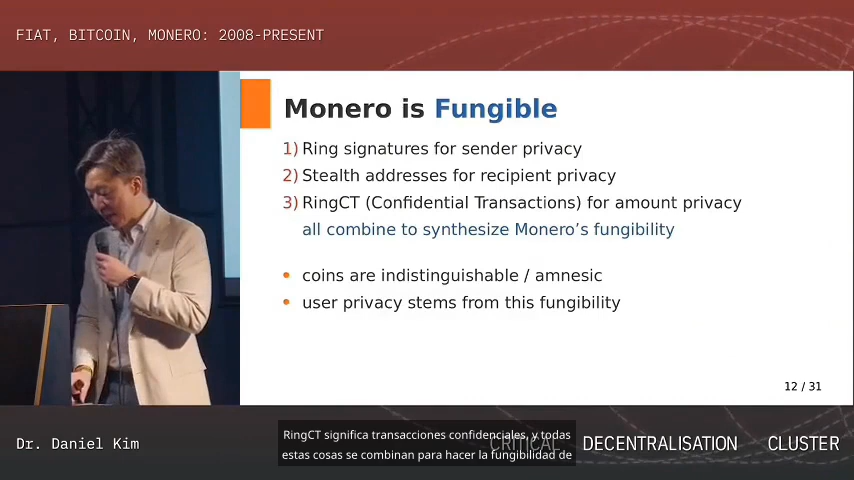 FIAT, BITCOIN, MONERO: 2008-PRESENT
Monero is Fungible
1) Ring signatures for sender privacy
2) Stealth addresses for recipient privacy
3) RingCT (Confidential Transactions) for amount privacy
all combine to synthesize Monero’s fungibility
• coins are indistinguishable / amnesic
• user privacy stems from this fungibility
12 / 31
Dr. Daniel Kim
CRITICAL DECENTRALISATION CLUSTER
RingCT significa transacciones confidenciales, y todas
estas cosas se combinan para hacer la fungibilidad de